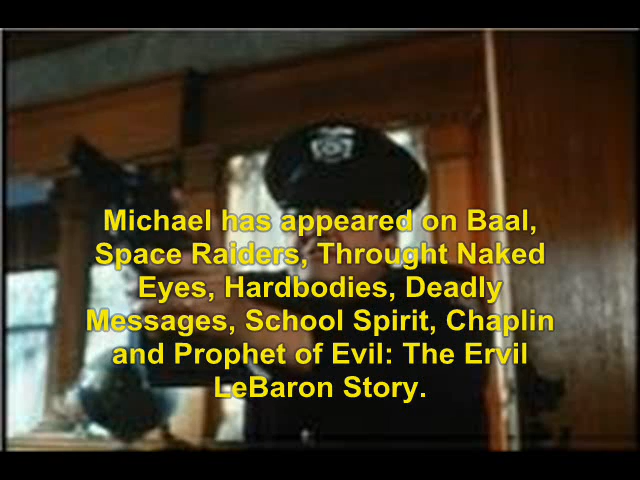 Michael has appeared on Baal,
Space Raiders, Throught Naked
Eyes, Hardbodies, Deadly
Messages, School Spirit, Chaplin
and Prophet of Evil: The Ervil
LeBaron Story.